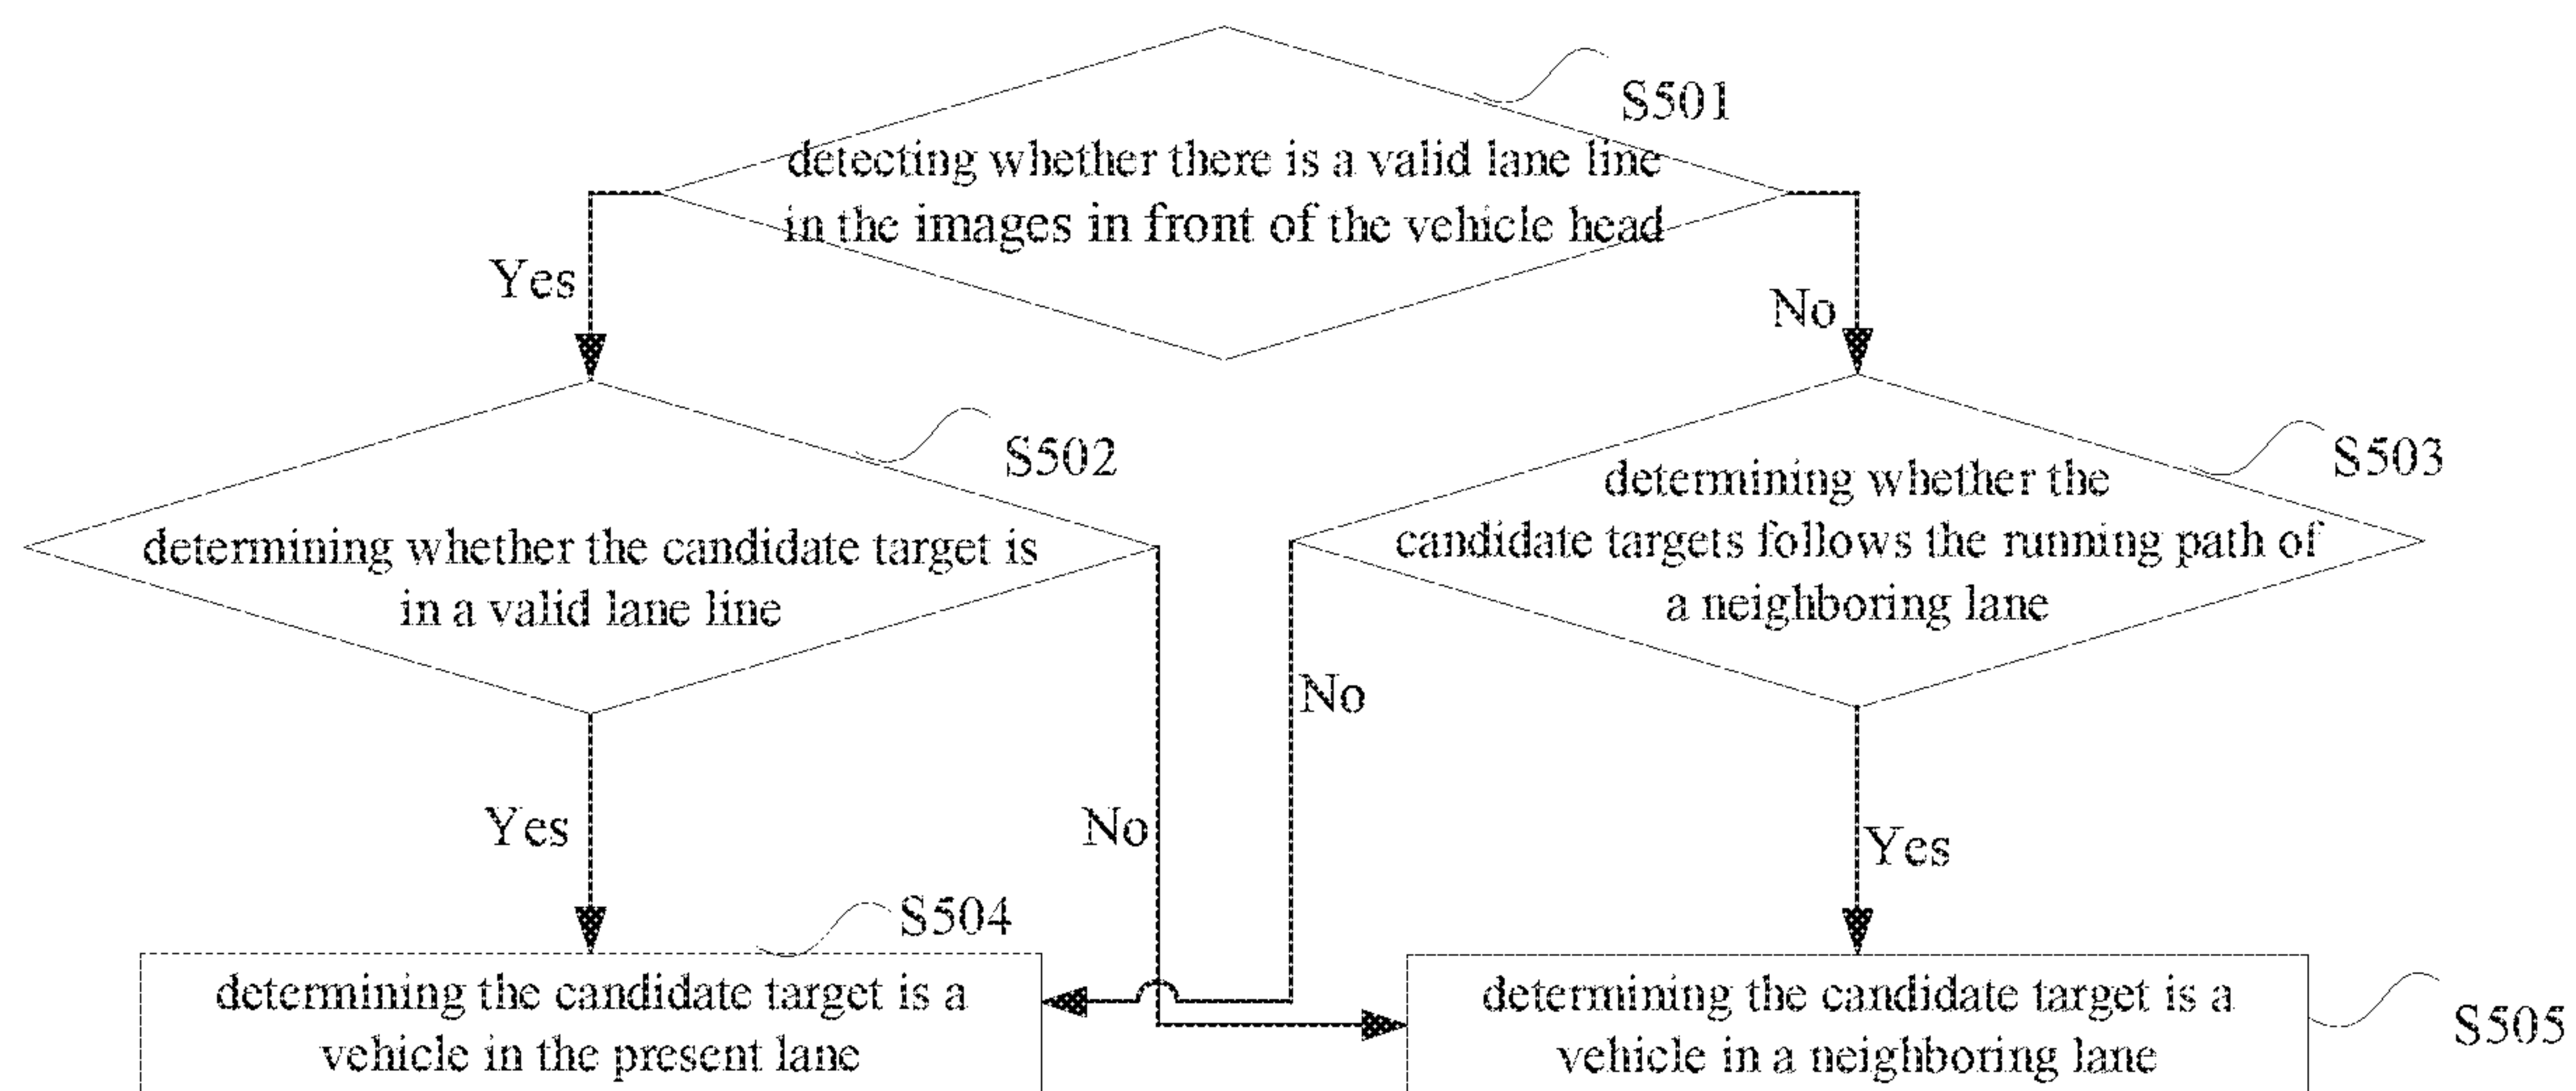 S501
detecting whether there is a valid lane line
in the images in front of the vehicle head
Yes
No
S502
determining whether the candidate target is
in a valid lane line
S503
determining whether the
candidate targets follows the running path of
a neighboring lane
No
Yes
No
Yes
S504
determining the candidate target is a
vehicle in the present lane
determining the candidate target is a
vehicle in a neighboring lane
S505